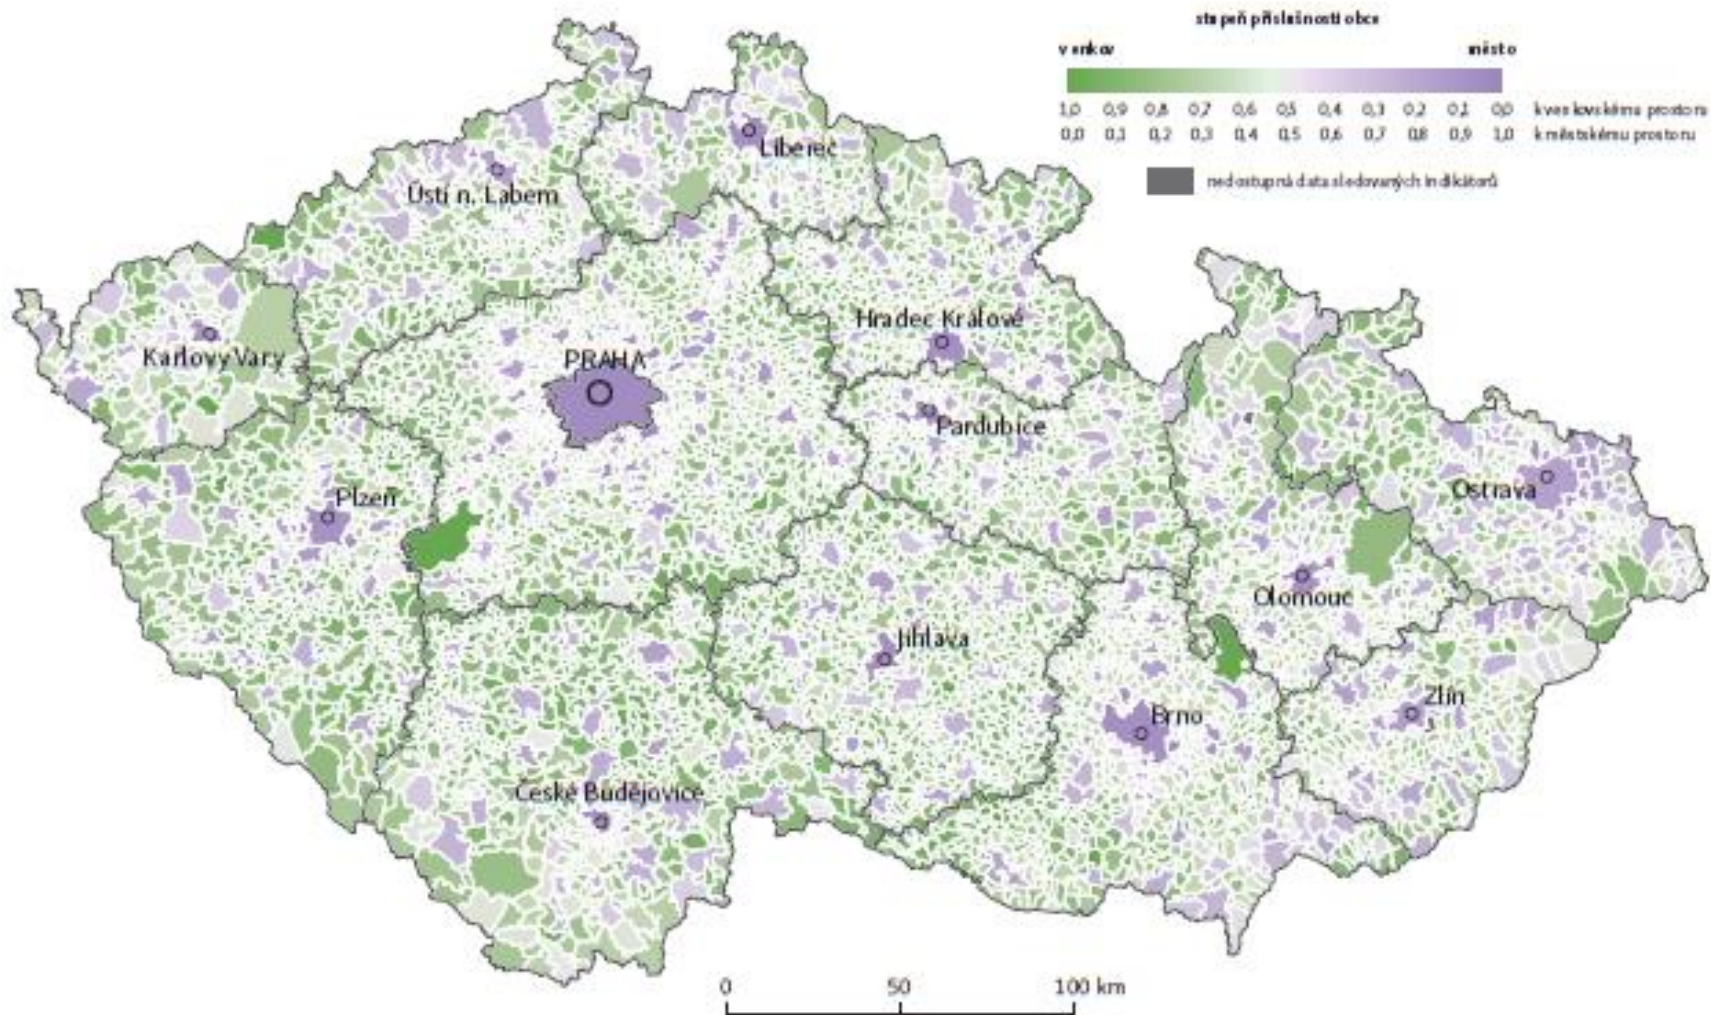 stupeň příslušnosti obce
venkov město
1,0 0,9 0,8 0,7 0,6 0,5 0,4 0,3 0,2 0,1 0,0 k venkovskému prostoru
0,0 0,1 0,2 0,3 0,4 0,5 0,6 0,7 0,8 0,9 1,0 k městskému prostoru
nedostupná data sledovaných indikátorů
Liberec
Ústí n. Labem
Hradec Králové
Karlovy Vary
PRAHA
Pardubice
Plzeň
Ostrava
Olomouc
Jihlava
Zlín
Brno
České Budějovice
0 50 100 km